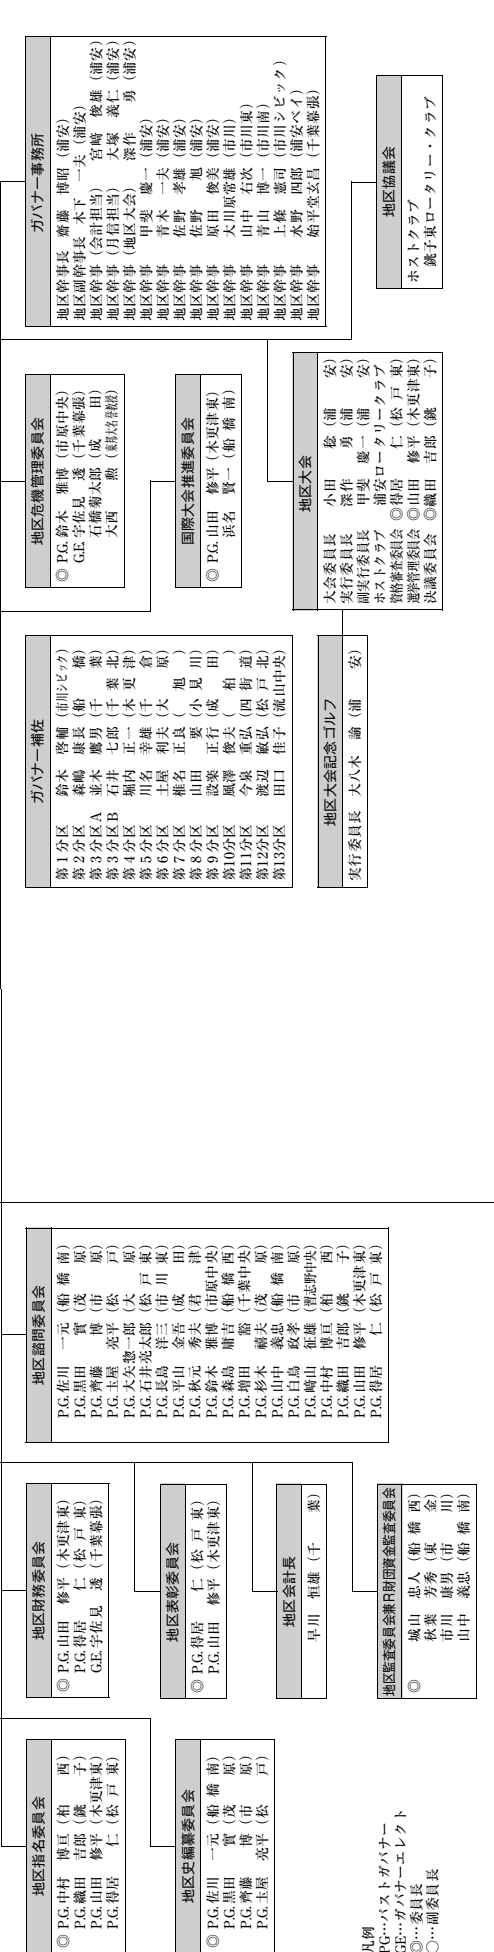 地区指名委員会
◎ P.G. 中村　博亘（柏　西）
P.G. 織田　吉郎（銚　子）
P.G. 山田　修平（木更津東）
P.G. 得居　仁（松戸東）
地区史編纂委員会
◎ P.G. 佐川　一元（船橋南）
P.G. 黒田　實（茂　原）
P.G. 齊藤　博（市　原）
P.G. 土屋　亮平（松　戸）
凡例
PG…パストガバナー
GE…ガバナーエレクト
◎…委員長
○…副委員長
地区財務委員会
◎ P.G. 山田　修平（木更津東）
P.G. 得居　仁（松戸東）
G.E. 宇佐見　透（千葉幕張）
地区表彰委員会
◎ P.G. 得居　仁（松戸東）
P.G. 山田　修平（木更津東）
地区会計長
早川　恒雄（千　葉）
地区監査委員会兼R財団資金監査委員会
◎　城山　忠人（船橋西）
秋葉　芳秀（東　金）
市川　康男（市　川）
山中　義忠（船橋南）
地区諮問委員会
P.G. 佐川　一元（船橋南）
P.G. 黒田　實（茂　原）
P.G. 齊藤　博（市　原）
P.G. 土屋　亮平（松　戸）
P.G. 大矢惣一郎（大　原）
P.G. 石井亮太郎（松戸東）
P.G. 長島　洋三（市川東）
P.G. 平山　金吾（成　田）
P.G. 秋元　秀夫（君　津）
P.G. 鈴木　雅博（市原中央）
P.G. 森島　庸吉（船橋西）
P.G. 増田　豁（千葉中央）
P.G. 杉木　禧夫（茂　原）
P.G. 山中　義忠（船橋南）
P.G. 白鳥　政孝（市　原）
P.G. 﨑山　征雄（習志野中央）
P.G. 中村　博亘（柏　西）
P.G. 織田　吉郎（銚　子）
P.G. 山田　修平（木更津東）
P.G. 得居　仁（松戸東）
ガバナー補佐
第１分区　鈴木　啓輔（市川シビック）
第２分区　森嶋　康長（船　橋）
第３分区A　並木　鷹男（千　葉）
第３分区B　石井　七郎（千葉北）
第４分区　堀内　正一（木更津）
第５分区　川名　幸雄（千　倉）
第６分区　土屋　利夫（大　原）
第７分区　椎名　正良（　旭　）
第８分区　山田　要（小見川）
第９分区　設楽　正行（成　田）
第10分区　風澤　俊夫（　柏　）
第11分区　今泉　重弘（四街道）
第12分区　渡辺　敏弘（松戸北）
第13分区　田口　佳子（流山中央）
地区大会記念ゴルフ
実行委員長　大八木　諭（浦　安）
地区危機管理委員会
◎ P.G. 鈴木　雅博（市原中央）
G.E. 宇佐見　透（千葉幕張）
石橋菊太郎（成　田）
大西　勲（東邦大名誉教授）
国際大会推進委員会
◎ P.G. 山田　修平（木更津東）
浜名　賢一（船橋南）
地区大会
大会委員長　小田　稔（浦　安）
実行委員長　深作　勇（浦　安）
副実行委員長　甲斐　慶一（浦　安）
ホストクラブ　浦安ロータリークラブ
資格審査委員会　◎得居　仁（松戸東）
選挙管理委員会　◎山田　修平（木更津東）
決議委員会　◎織田　吉郎（銚　子）
ガバナー事務所
地区幹事長　齋藤　博昭（浦安）
地区副幹事長　木下　一夫（浦安）
地区幹事（会計担当）　宮﨑　俊雄（浦安）
地区幹事（月信担当）　大塚　義仁（浦安）
地区幹事（地区大会）　深作　勇（浦安）
地区幹事　甲斐　慶一（浦安）
地区幹事　青木　一夫（浦安）
地区幹事　佐野　孝雄（浦安）
地区幹事　佐野　旭（浦安）
地区幹事　原田　俊美（浦安）
地区幹事　大川原常雄（市川）
地区幹事　山中　右次（市川東）
地区幹事　青山　博一（市川南）
地区幹事　上條　憲司（市川シビック）
地区幹事　水野　四郎（浦安ベイ）
地区幹事　始平堂玄昌（千葉幕張）
地区協議会
ホストクラブ
銚子東ロータリー・クラブ